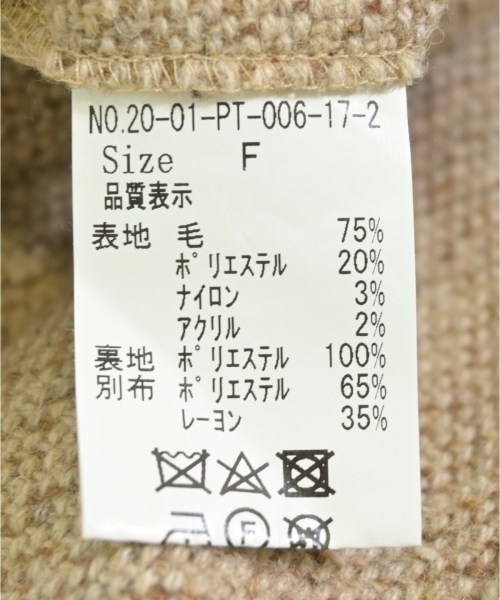 NO.20-01-PT-006-17-2
Size F
品質表示
表地 毛 75%
ポリエステル 20%
ナイロン 3%
アクリル 2%
裏地 ポリエステル 100%
別布 ポリエステル 65%
レーヨン 35%